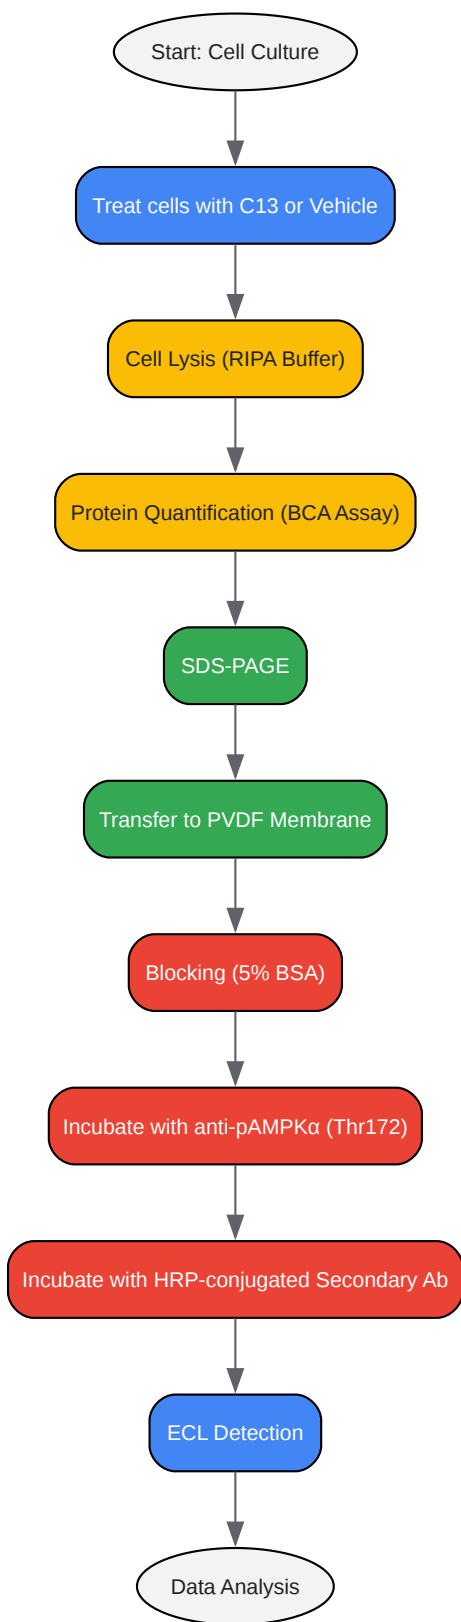 Start: Cell Culture
Treat cells with C13 or Vehicle
Cell Lysis (RIPA Buffer)
Protein Quantification (BCA Assay)
SDS-PAGE
Transfer to PVDF Membrane
Blocking (5% BSA)
Incubate with anti-pAMPKα (Thr172)
Incubate with HRP-conjugated Secondary Ab
ECL Detection
Data Analysis